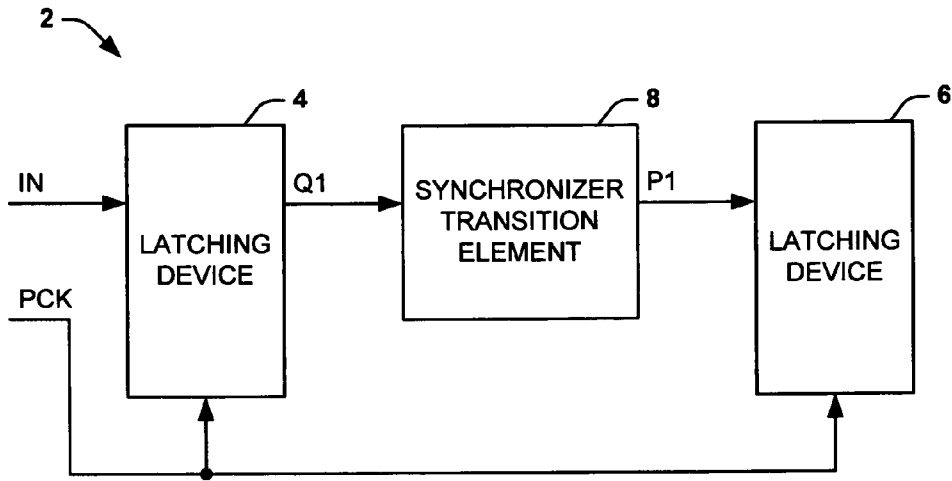 2
4
8
6
IN
Q1
P1
LATCHING
DEVICE
SYNCHRONIZER
TRANSITION
ELEMENT
LATCHING
DEVICE
PCK